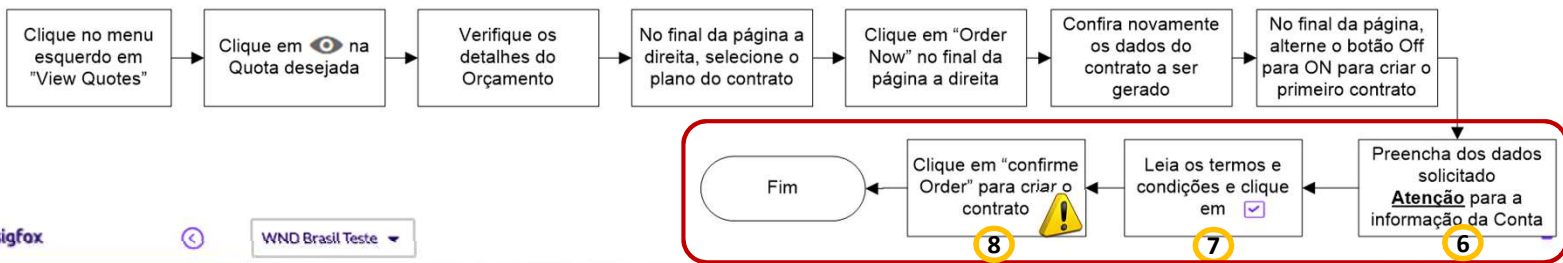 Clique no menu
esquerdo em
"View Quotes"
Clique em na
Quota desejada
Verifique os
detalhes do
Orçamento
No final da página a
direita, selecione o
plano do contrato
Clique em “Order
Now” no final da
página a direita
Confira novamente
os dados do
contrato a ser
gerado
No final da página,
alterne o botão Off
para ON para criar o
primeiro contrato
Preencha dos dados
solicitado
Atenção para a
informação da Conta
6
Leia os termos e
condições e clique
em
7
Clique em “confirme
Order” para criar o
contrato
8
Fim
sigfox
WND Brasil Teste